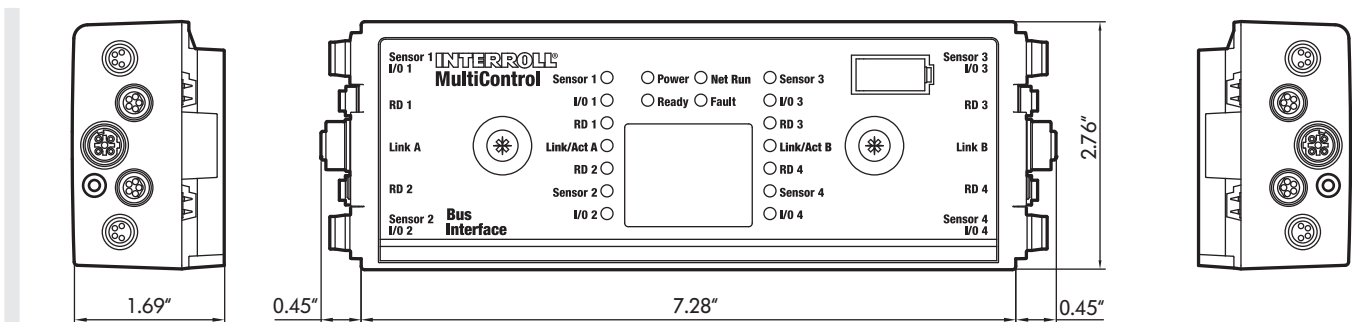 Sensor 1
I/O 1
INTERROLL®
MultiControl
Sensor 1
Power
Net Run
Sensor 3
Sensor 3
I/O 3
I/O 1
Ready
Fault
I/O 3
RD 1
RD 3
RD 1
RD 3
Link A
Link/Act A
Link/Act B
Link B
RD 2
RD 4
RD 2
RD 4
Sensor 2
Sensor 4
Sensor 2
I/O 2
Bus
Interface
I/O 2
I/O 4
Sensor 4
I/O 4
2.76"
1.69"
0.45"
7.28"
0.45"